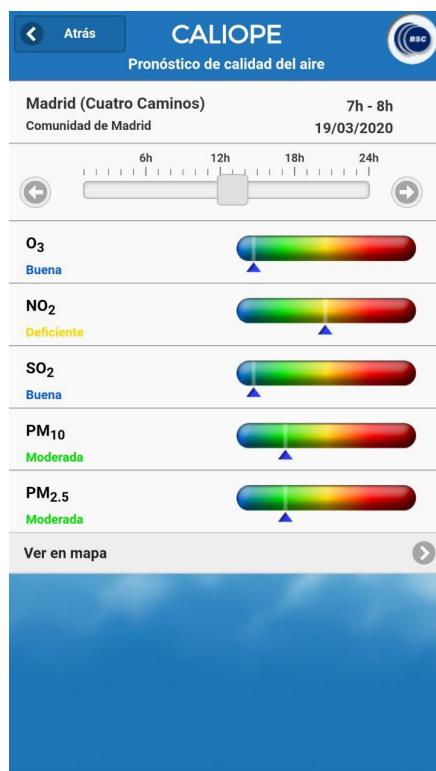 Atrás
CALIOPE
BSC
Pronóstico de calidad del aire
Madrid (Cuatro Caminos)
7h - 8h
Comunidad de Madrid
19/03/2020
6h 12h 18h 24h
O3
Buena
NO2
Deficiente
SO2
Buena
PM10
Moderada
PM2.5
Moderada
Ver en mapa